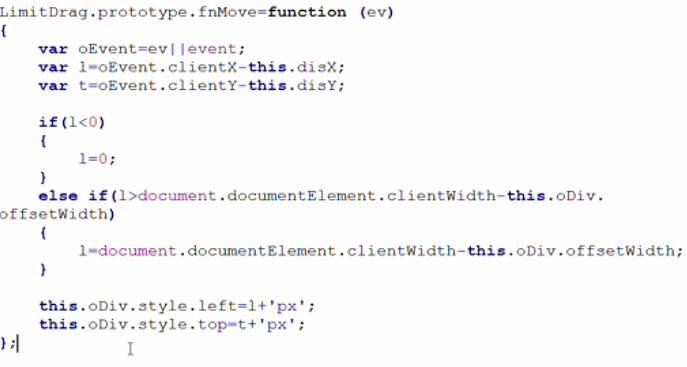 LimitDrag.prototype.fnMove=function (ev)
{
    var oEvent=ev||event;
    var l=oEvent.clientX-this.disX;
    var t=oEvent.clientY-this.disY;

    if(l<0)
    {
        l=0;
    }
    else if(l>document.documentElement.clientWidth-this.oDiv.
offsetWidth)
    {
        l=document.documentElement.clientWidth-this.oDiv.offsetWidth;
    }

    this.oDiv.style.left=l+'px';
    this.oDiv.style.top=t+'px';
};